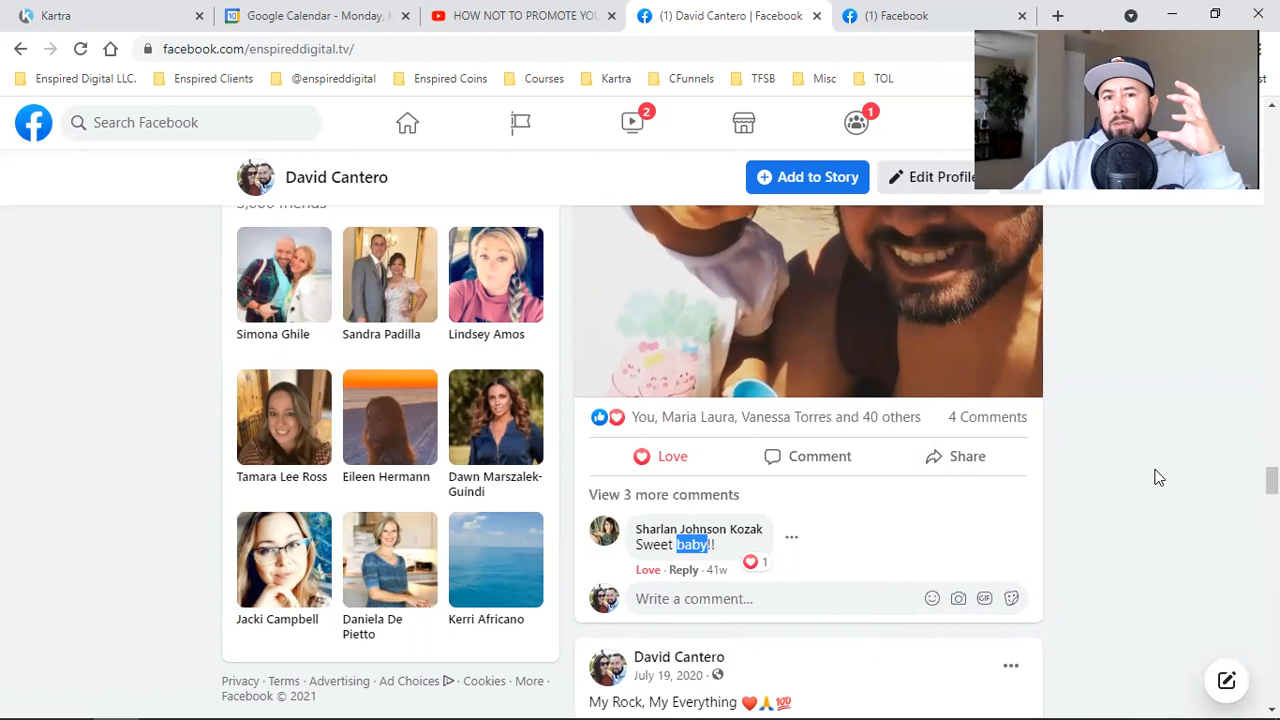 Kartra
Google Calendar - Monday, M
HOW NOT TO PROMOTE YOU
(1) David Cantero | Facebook
(1) Facebook
facebook.com/enspireddigital.tv/
Enspired Digital LLC.
Enspired Clients
@enspireddigital
Enspired Coins
Courses
Kartra
CFunnels
TFSB
Misc
TOL
Search Facebook
2
1
David Cantero
Add to Story
Edit Profile
Simona Ghile
Sandra Padilla
Lindsey Amos
Tamara Lee Ross
Eileen Hermann
Dawn Marszalek-
Guindi
Jacki Campbell
Daniela De
Pietto
Kerri Africano
Privacy · Terms · Advertising · Ad Choices · Cookies · More ·
Facebook © 2021
You, Maria Laura, Vanessa Torres and 40 others
4 Comments
Love
Comment
Share
View 3 more comments
Sharlan Johnson Kozak
Sweet baby!!
1
Love · Reply · 41w
Write a comment...
GIF
David Cantero
July 19, 2020 ·
My Rock, My Everything ❤️🙏💯